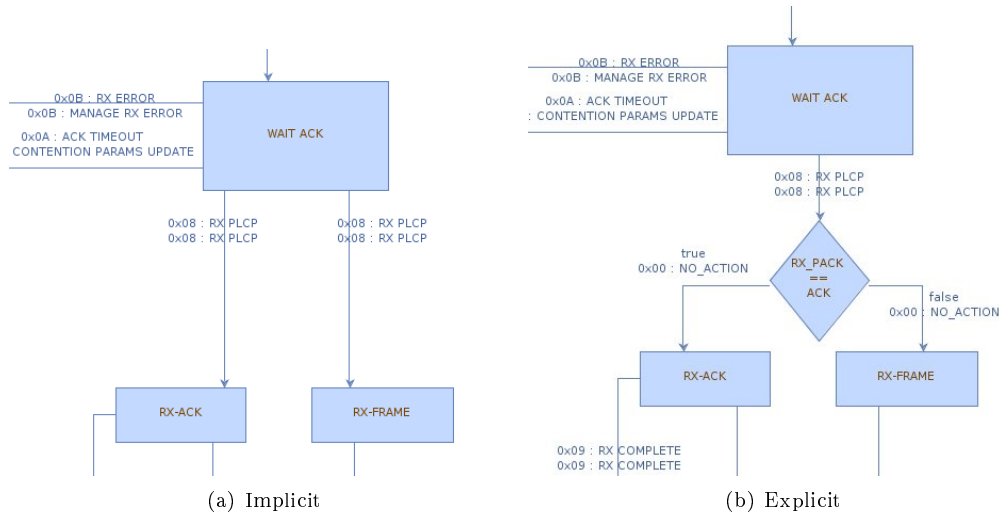 0x0B : RX ERROR
0x0B : MANAGE RX ERROR
0x0A : ACK TIMEOUT
CONTENTION PARAMS UPDATE
WAIT ACK
0x08 : RX PLCP
0x08 : RX PLCP
0x08 : RX PLCP
0x08 : RX PLCP
RX-ACK
RX-FRAME
(a) Implicit
0x0B : RX ERROR
0x0B : MANAGE RX ERROR
0x0A : ACK TIMEOUT
: CONTENTION PARAMS UPDATE
WAIT ACK
0x08 : RX PLCP
0x08 : RX PLCP
RX_PACK
==
ACK
true
0x00 : NO_ACTION
false
0x00 : NO_ACTION
RX-ACK
RX-FRAME
0x09 : RX COMPLETE
0x09 : RX COMPLETE
(b) Explicit